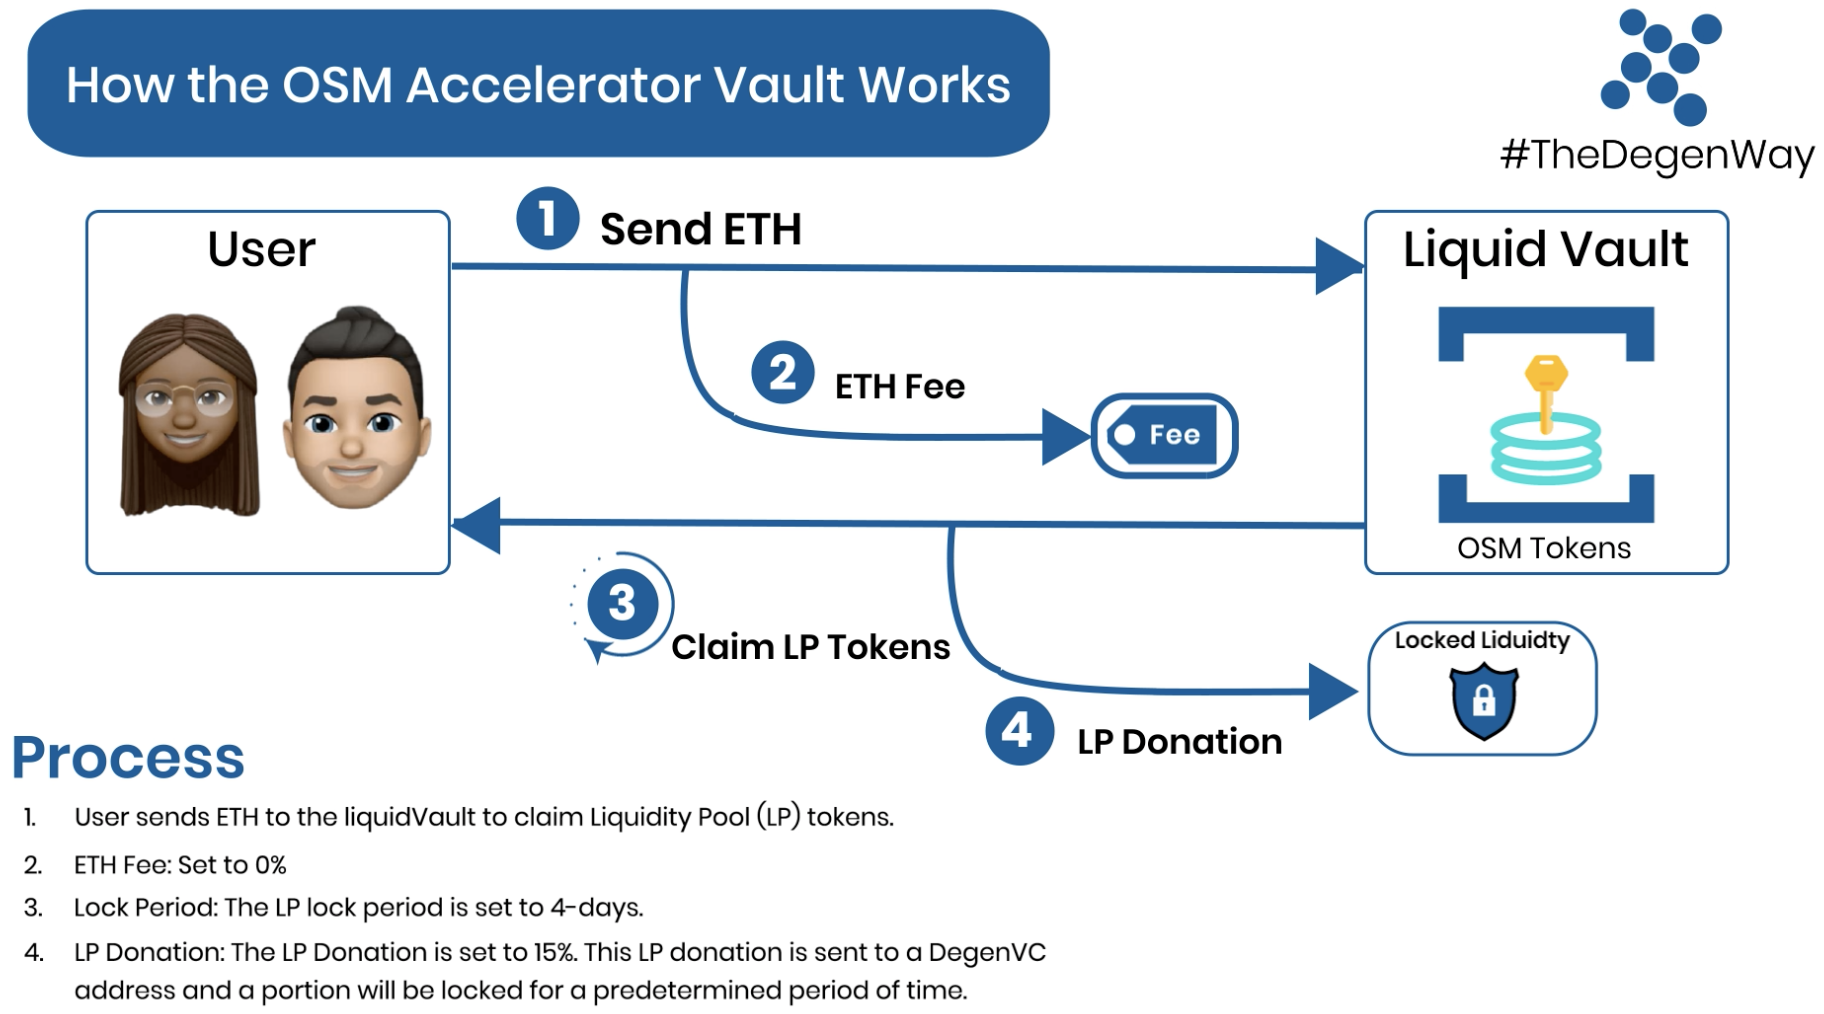 How the OSM Accelerator Vault Works
#TheDegenWay
User
1 Send ETH
Liquid Vault
2 ETH Fee
Fee
OSM Tokens
3 Claim LP Tokens
Locked Liduidty
4 LP Donation
Process
1. User sends ETH to the liquidVault to claim Liquidity Pool (LP) tokens.
2. ETH Fee: Set to 0%
3. Lock Period: The LP lock period is set to 4-days.
4. LP Donation: The LP Donation is set to 15%. This LP donation is sent to a DegenVC
address and a portion will be locked for a predetermined period of time.